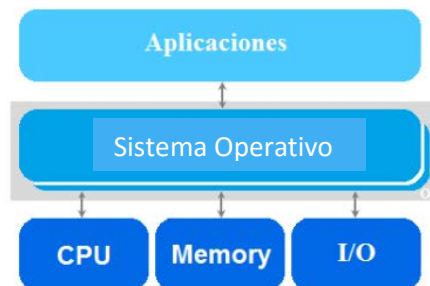 Aplicaciones
Sistema Operativo
CPU
Memory
I/O